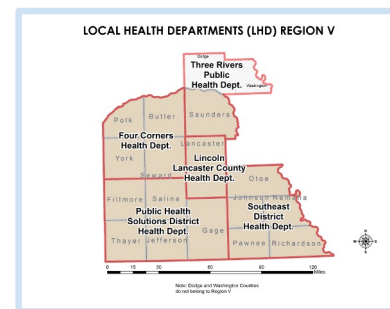 LOCAL HEALTH DEPARTMENTS (LHD) REGION V
Dodge
Three Rivers
Public
Health Dept.
Washington
Polk
Butler
Saunders
Four Corners
Health Dept.
Lancaster
York
Seward
Lincoln
Lancaster County
Health Dept.
Otoe
Johnson
Nemaha
Fillmore
Saline
Public Health
Solutions District
Health Dept.
Southeast
District
Health Dept.
Thayer
Jefferson
Gage
Pawnee
Richardson
0
15
30
60
90
120
Miles
Note: Dodge and Washington Counties
do not belong to Region V